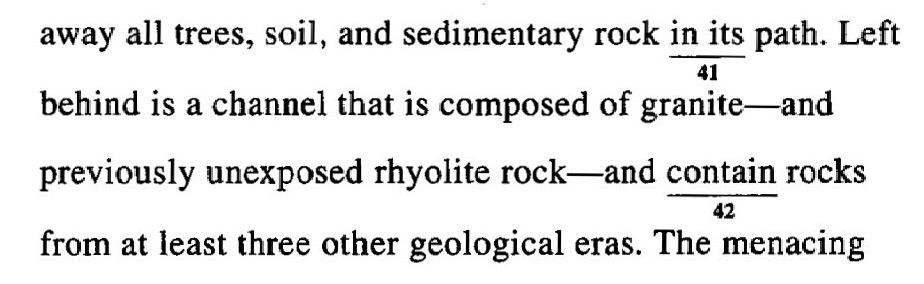 away all trees, soil, and sedimentary rock in its path. Left
41
behind is a channel that is composed of granite—and
previously unexposed rhyolite rock—and contain rocks
42
from at least three other geological eras. The menacing